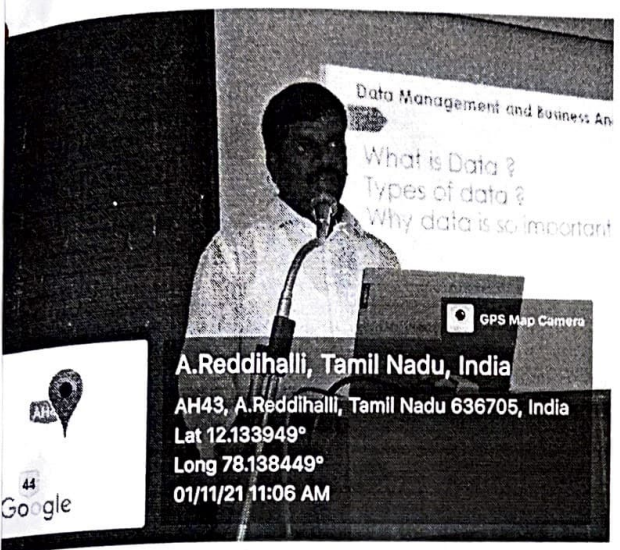 Data Management and Business An
What is Data ?
Types of data ?
Why data is so important
GPS Map Camera
A.Reddihalli, Tamil Nadu, India
AH43, A.Reddihalli, Tamil Nadu 636705, India
Lat 12.133949°
Long 78.138449°
01/11/21 11:06 AM
AH4
44
Google